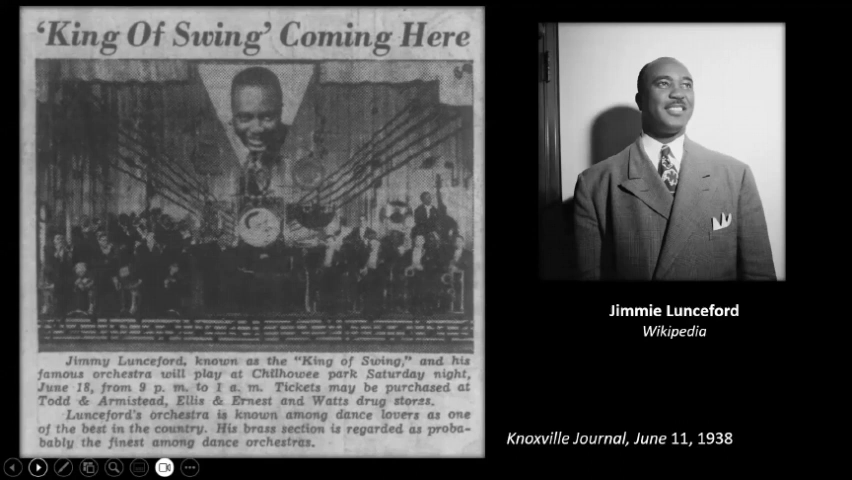 'King Of Swing' Coming Here
Jimmy Lunceford, known as the "King of Swing," and his
famous orchestra will play at Chilhowee park Saturday night,
June 18, from 9 p. m. to 1 a. m. Tickets may be purchased at
Todd & Armistead, Ellis & Ernest and Watts drug stores.
Lunceford's orchestra is known among dance lovers as one
of the best in the country. His brass section is regarded as proba-
bably the finest among dance orchestras.
Jimmie Lunceford
Wikipedia
Knoxville Journal, June 11, 1938